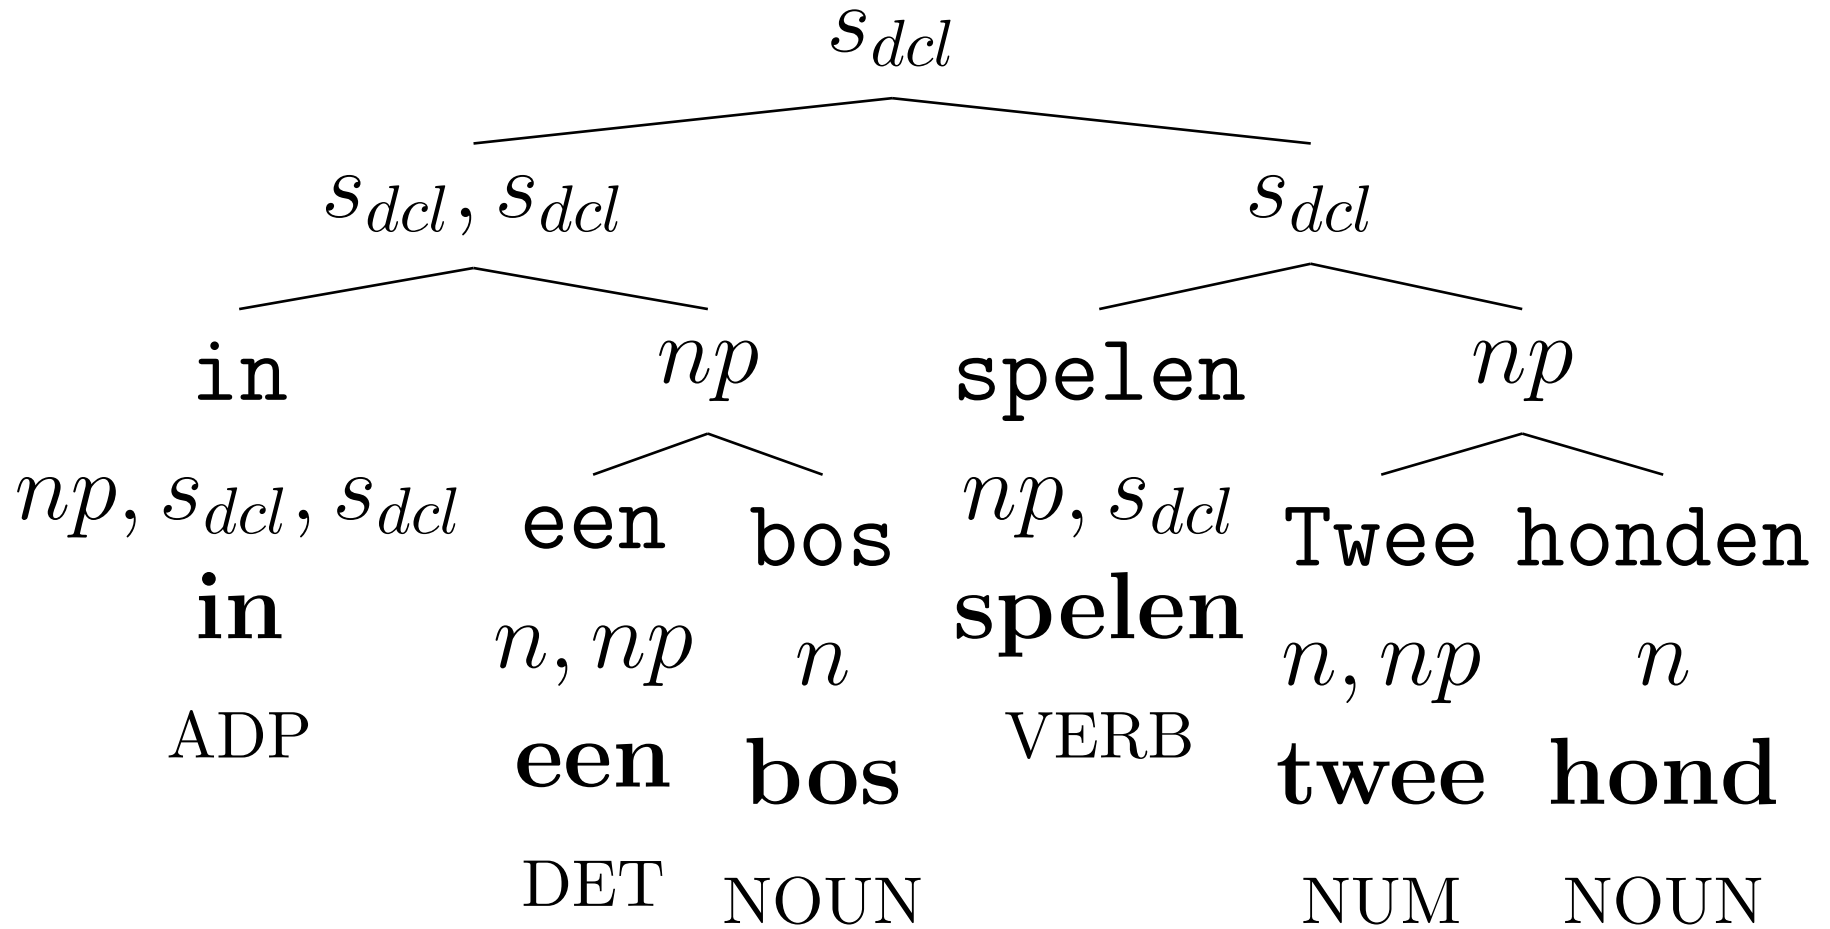 s_dcl
s_dcl, s_dcl s_dcl
in np spelen np
np, s_dcl, s_dcl een bos np, s_dcl Twee honden
in n, np n spelen n, np n
ADP een bos VERB twee hond
DET NOUN NUM NOUN